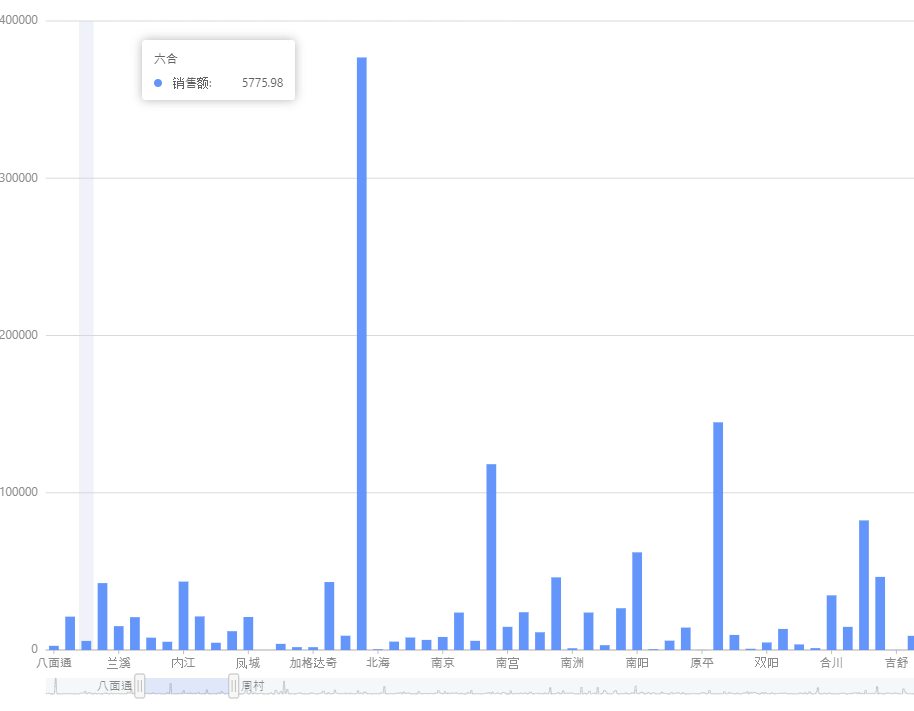 400000
六合
销售额: 5775.98
300000
200000
100000
0
八面通 兰溪 内江 凤城 加格达奇 北海 南京 南宫 南洲 南阳 原平 双阳 合川 吉舒
八面通 周村